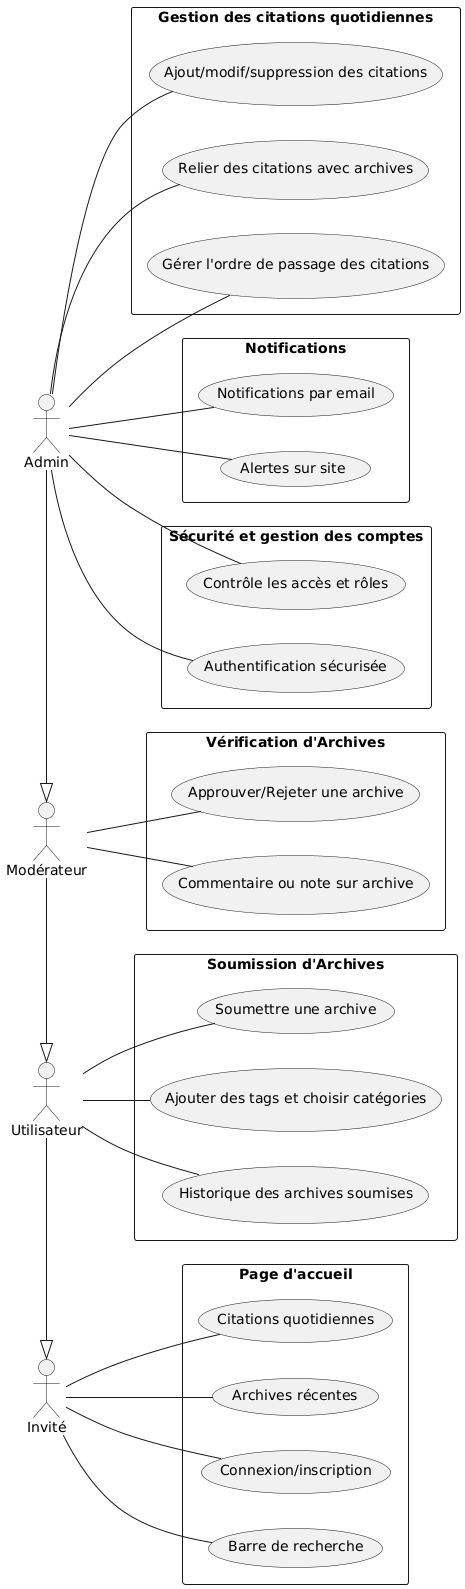 Gestion des citations quotidiennes
Ajout/modif/suppression des citations
Relier des citations avec archives
Gérer l'ordre de passage des citations
Notifications
Notifications par email
Admin
Alertes sur site
Sécurité et gestion des comptes
Contrôle les accès et rôles
Authentification sécurisée
Vérification d'Archives
Approuver/Rejeter une archive
Modérateur
Commentaire ou note sur archive
Soumission d'Archives
Soumettre une archive
Ajouter des tags et choisir catégories
Utilisateur
Historique des archives soumises
Page d'accueil
Citations quotidiennes
Archives récentes
Invité
Connexion/inscription
Barre de recherche